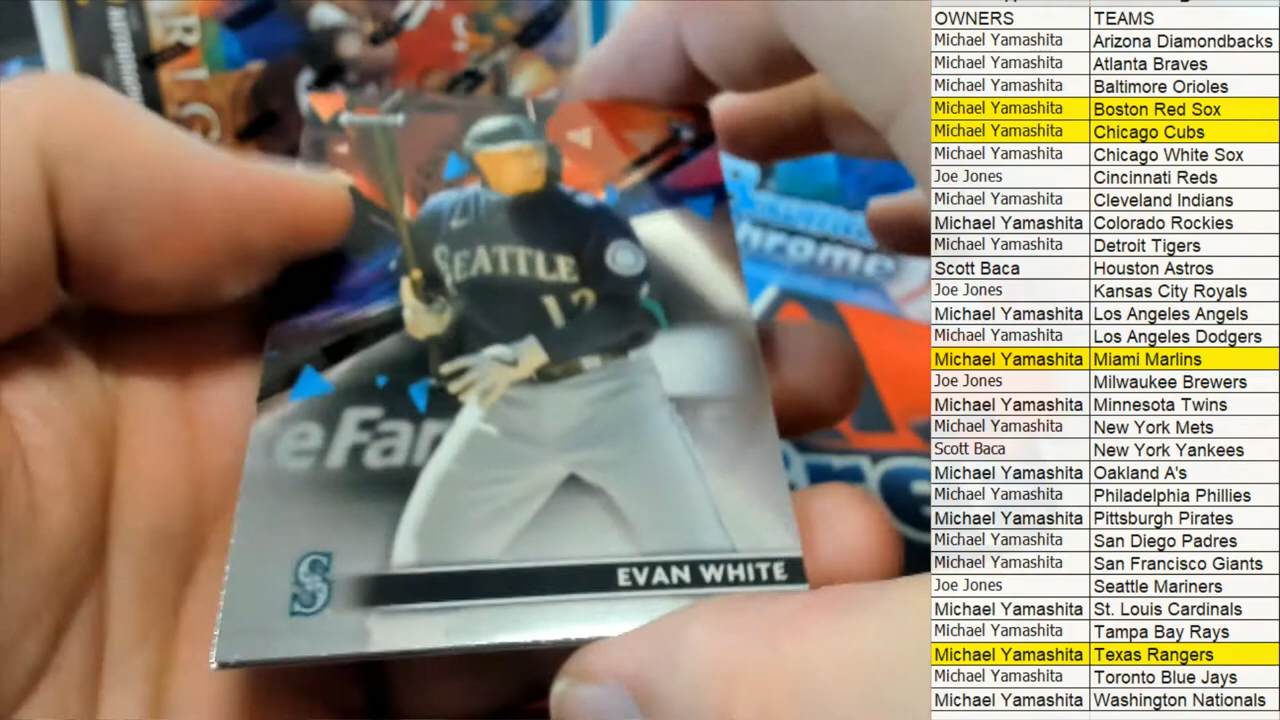 SEATTLE
12
eFan
S
EVAN WHITE
Chrome
OWNERS TEAMS
Michael Yamashita Arizona Diamondbacks
Michael Yamashita Atlanta Braves
Michael Yamashita Baltimore Orioles
Michael Yamashita Boston Red Sox
Michael Yamashita Chicago Cubs
Michael Yamashita Chicago White Sox
Joe Jones Cincinnati Reds
Michael Yamashita Cleveland Indians
Michael Yamashita Colorado Rockies
Michael Yamashita Detroit Tigers
Scott Baca Houston Astros
Joe Jones Kansas City Royals
Michael Yamashita Los Angeles Angels
Michael Yamashita Los Angeles Dodgers
Michael Yamashita Miami Marlins
Joe Jones Milwaukee Brewers
Michael Yamashita Minnesota Twins
Michael Yamashita New York Mets
Scott Baca New York Yankees
Michael Yamashita Oakland A's
Michael Yamashita Philadelphia Phillies
Michael Yamashita Pittsburgh Pirates
Michael Yamashita San Diego Padres
Michael Yamashita San Francisco Giants
Joe Jones Seattle Mariners
Michael Yamashita St. Louis Cardinals
Michael Yamashita Tampa Bay Rays
Michael Yamashita Texas Rangers
Michael Yamashita Toronto Blue Jays
Michael Yamashita Washington Nationals